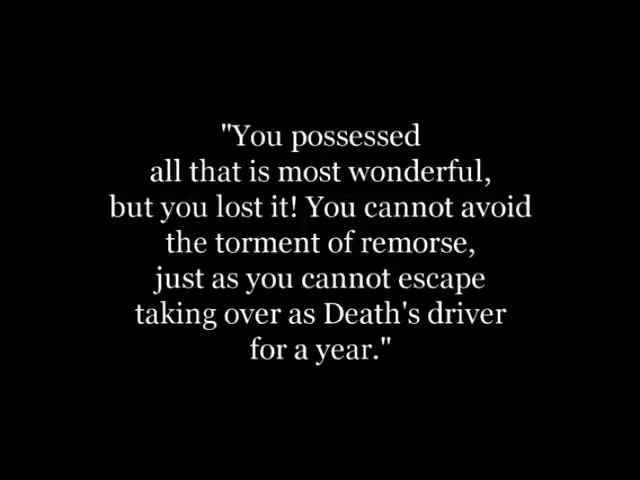 "You possessed
all that is most wonderful,
but you lost it! You cannot avoid
the torment of remorse,
just as you cannot escape
taking over as Death's driver
for a year."